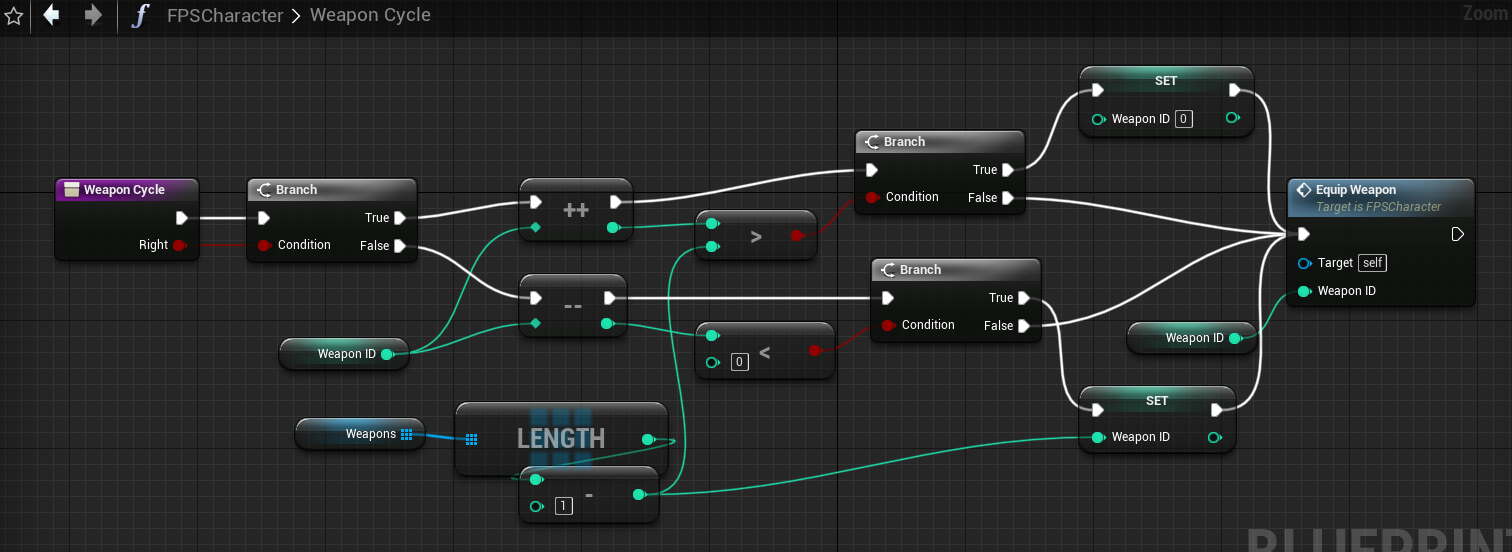 FPSCharacter > Weapon Cycle
Zoom
Weapon Cycle
Right
Branch
True
Condition
False
++
--
Weapon ID
Weapons
LENGTH
-
1
>
<
0
Branch
True
Condition
False
Branch
True
Condition
False
SET
Weapon ID 0
Weapon ID
SET
Weapon ID
Equip Weapon
Target is FPSCharacter
Target self
Weapon ID
BLUEPRINT